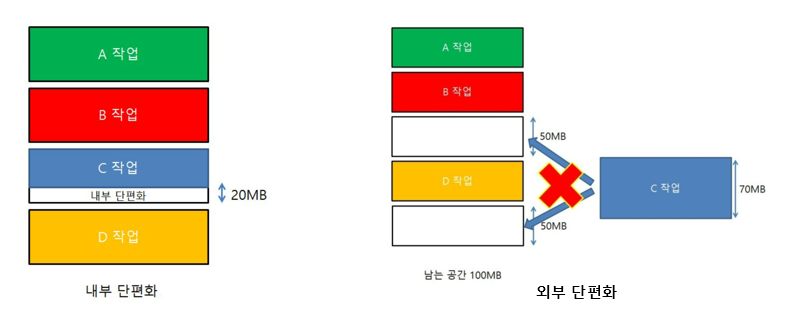 A 작업
B 작업
C 작업
내부 단편화
20MB
D 작업
내부 단편화
A 작업
B 작업
50MB
D 작업
C 작업
70MB
50MB
남는 공간 100MB
외부 단편화